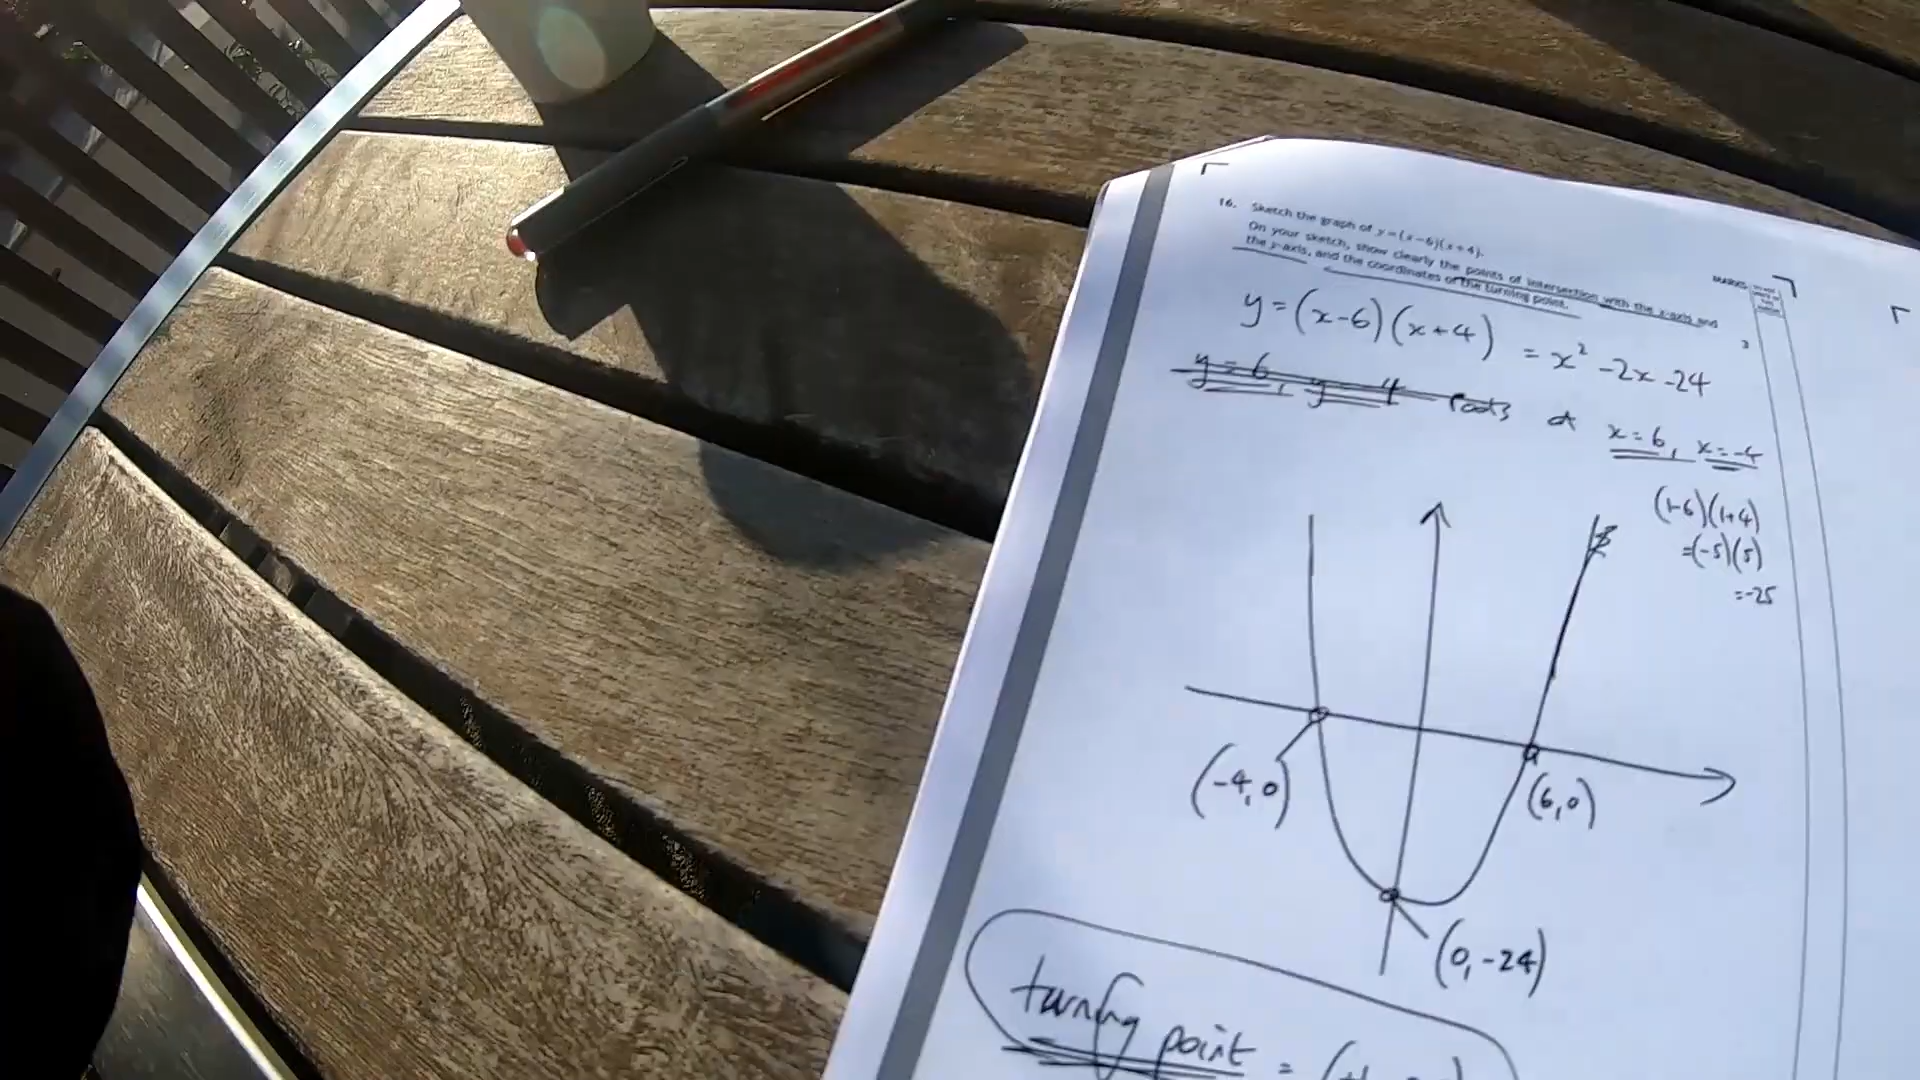 16. Sketch the graph of y = (x − 6)(x + 4).
On your sketch, show clearly the points of intersection with the x-axis and
the y-axis, and the coordinates of the turning point.
MARKS
3
y = (x-6)(x+4) = x² -2x -24
y = 6, roots at x = 6, x = -4
(1-6)(1+4)
=(-5)(5)
=-25
(-4,0)
(6,0)
(0,-24)
turning point =